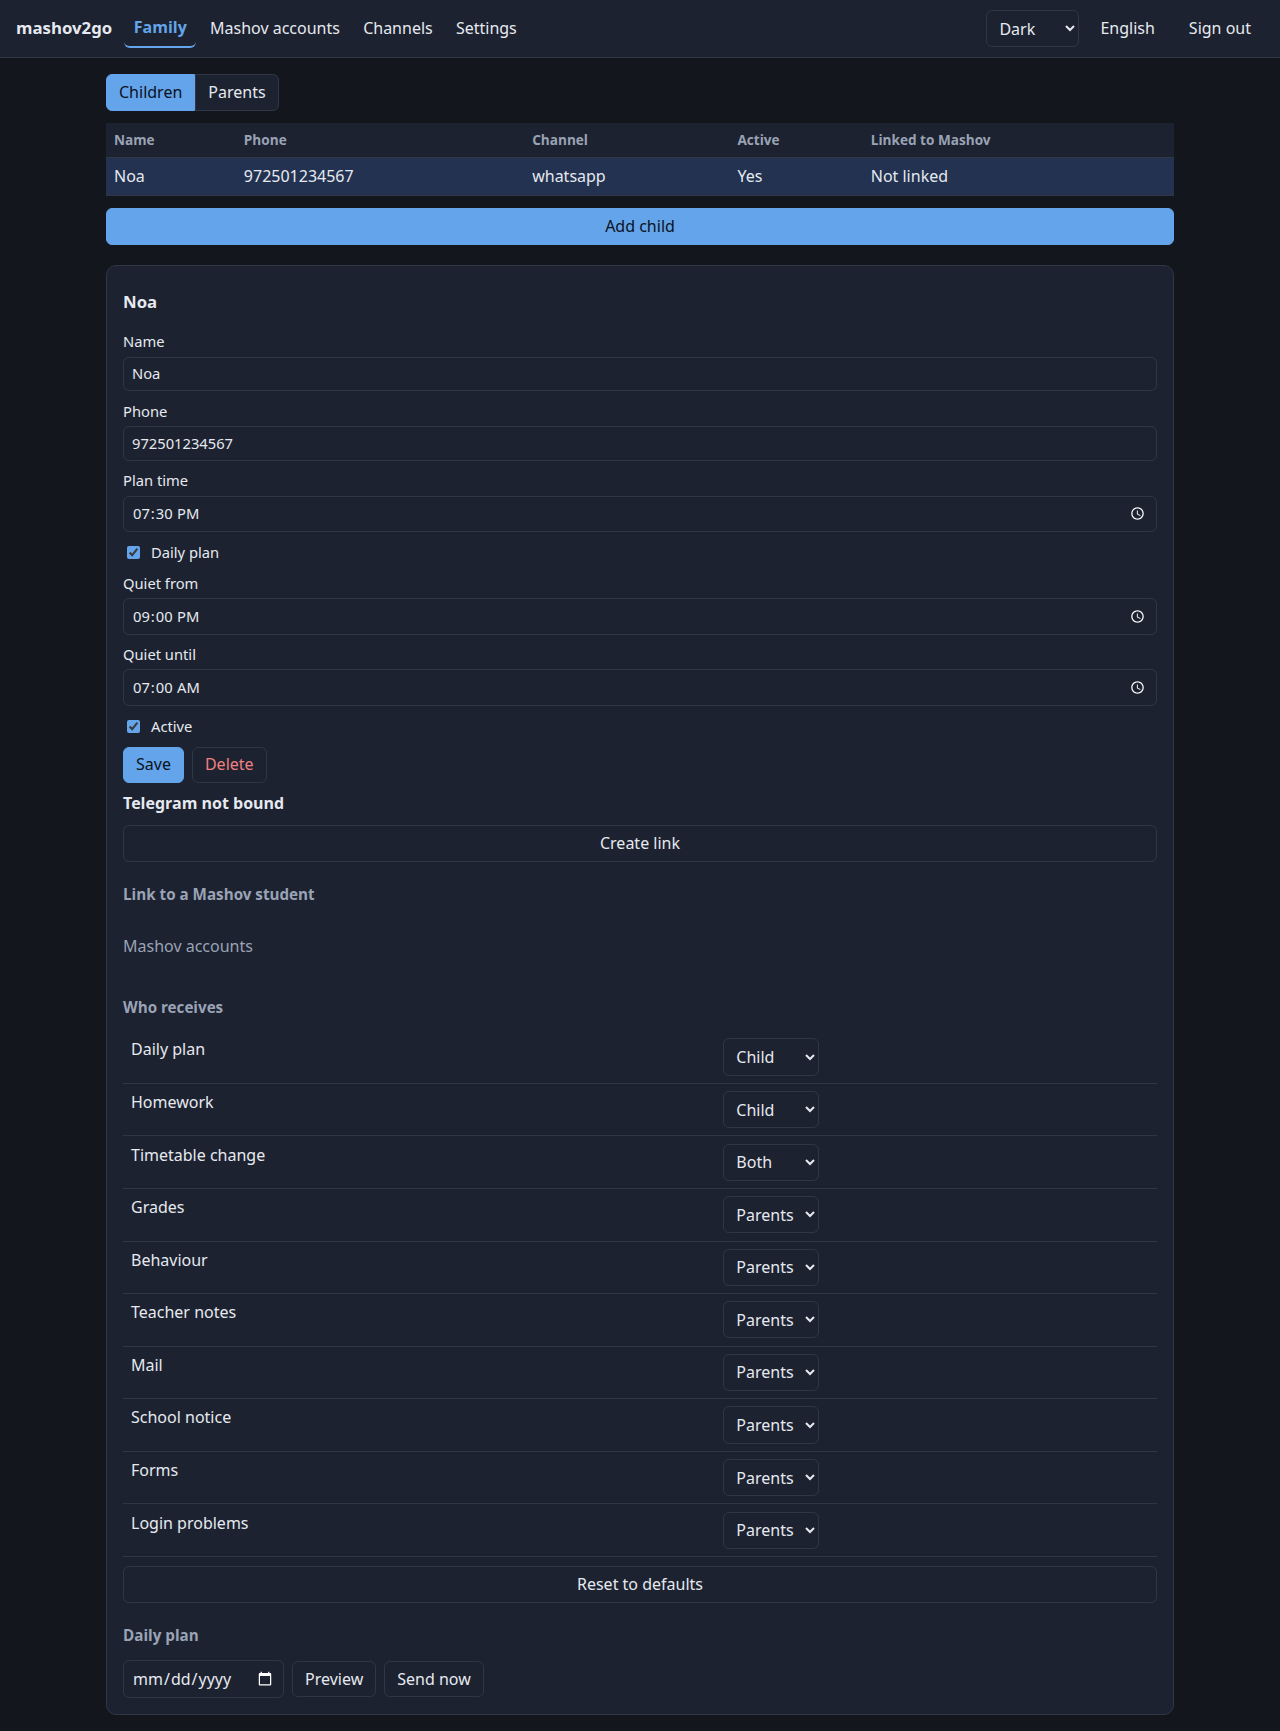 mashov2go Family Mashov accounts Channels Settings Dark English Sign out
Children Parents
Name Phone Channel Active Linked to Mashov
Noa 972501234567 whatsapp Yes Not linked
Add child
Noa
Name
Noa
Phone
972501234567
Plan time
07:30 PM
Daily plan
Quiet from
09:00 PM
Quiet until
07:00 AM
Active
Save Delete
Telegram not bound
Create link
Link to a Mashov student
Mashov accounts
Who receives
Daily plan Child
Homework Child
Timetable change Both
Grades Parents
Behaviour Parents
Teacher notes Parents
Mail Parents
School notice Parents
Forms Parents
Login problems Parents
Reset to defaults
Daily plan
mm/dd/yyyy Preview Send now